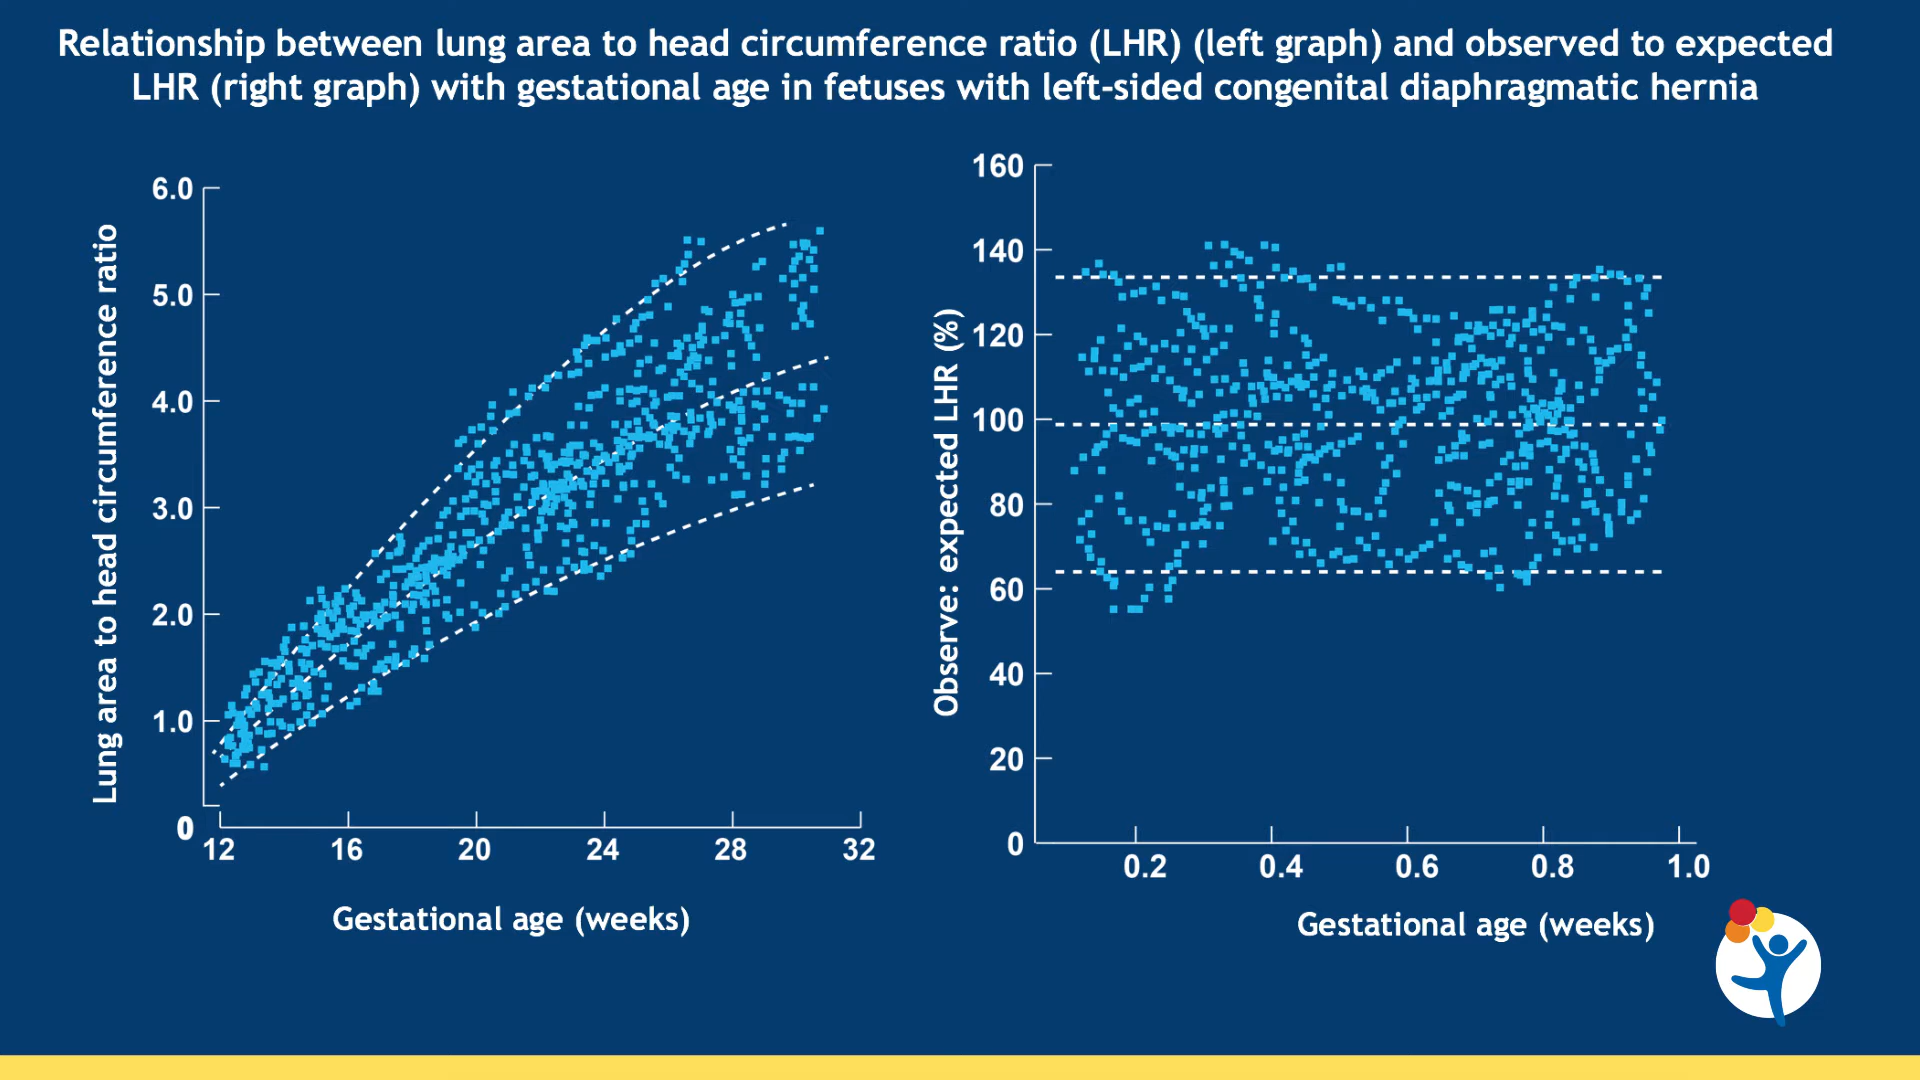 Relationship between lung area to head circumference ratio (LHR) (left graph) and observed to expected
LHR (right graph) with gestational age in fetuses with left-sided congenital diaphragmatic hernia
Lung area to head circumference ratio
6.0
5.0
4.0
3.0
2.0
1.0
0
12 16 20 24 28 32
Gestational age (weeks)
Observe: expected LHR (%)
160
140
120
100
80
60
40
20
0
0.2 0.4 0.6 0.8 1.0
Gestational age (weeks)